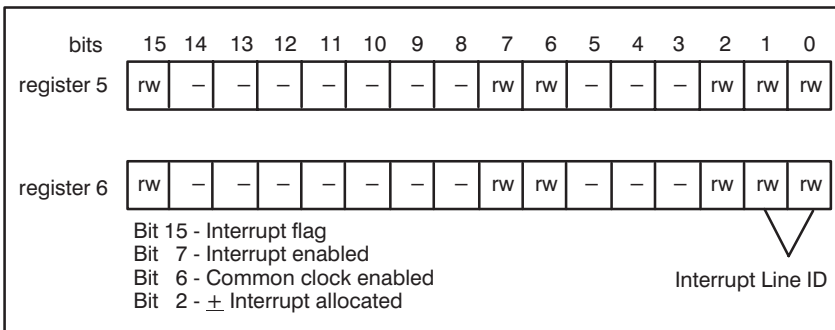 bits 15 14 13 12 11 10 9 8 7 6 5 4 3 2 1 0
register 5 rw – – – – – – – rw rw – – – rw rw rw
register 6 rw – – – – – – – rw rw – – – rw rw rw
Bit 15 - Interrupt flag
Bit 7 - Interrupt enabled
Bit 6 - Common clock enabled
Bit 2 - ± Interrupt allocated
Interrupt Line ID